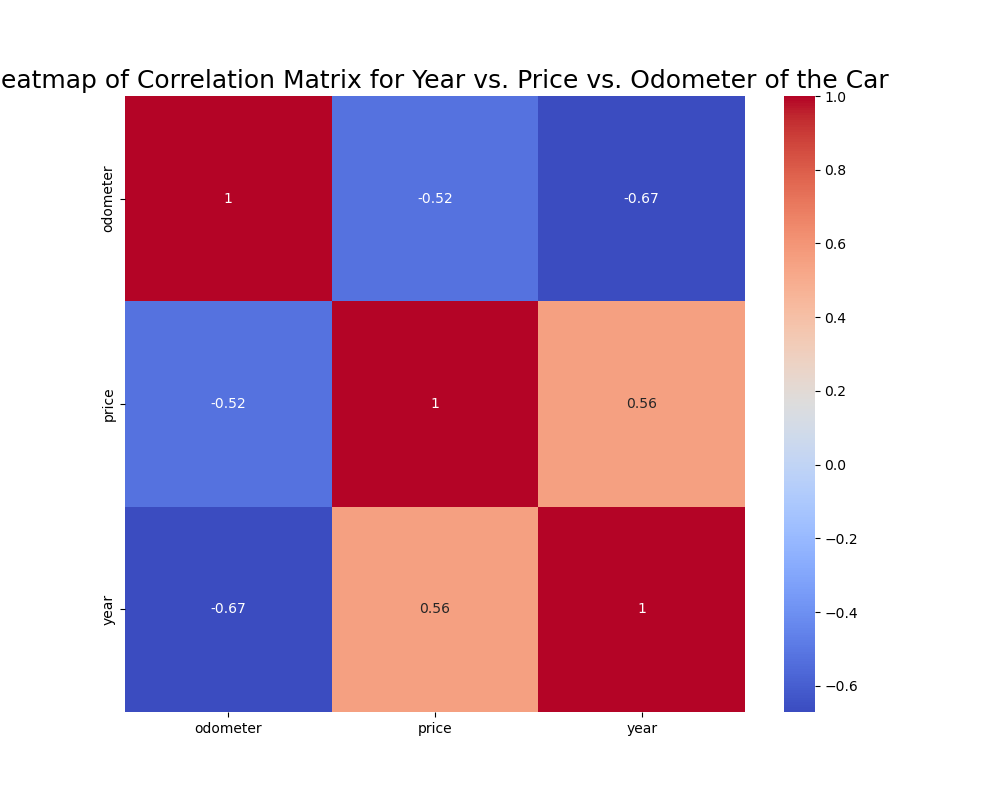 eatmap of Correlation Matrix for Year vs. Price vs. Odometer of the Car
1.0
odometer
1
-0.52
-0.67
0.8
0.6
0.4
price
-0.52
1
0.56
0.2
0.0
−0.2
year
-0.67
0.56
1
−0.4
−0.6
odometer
price
year